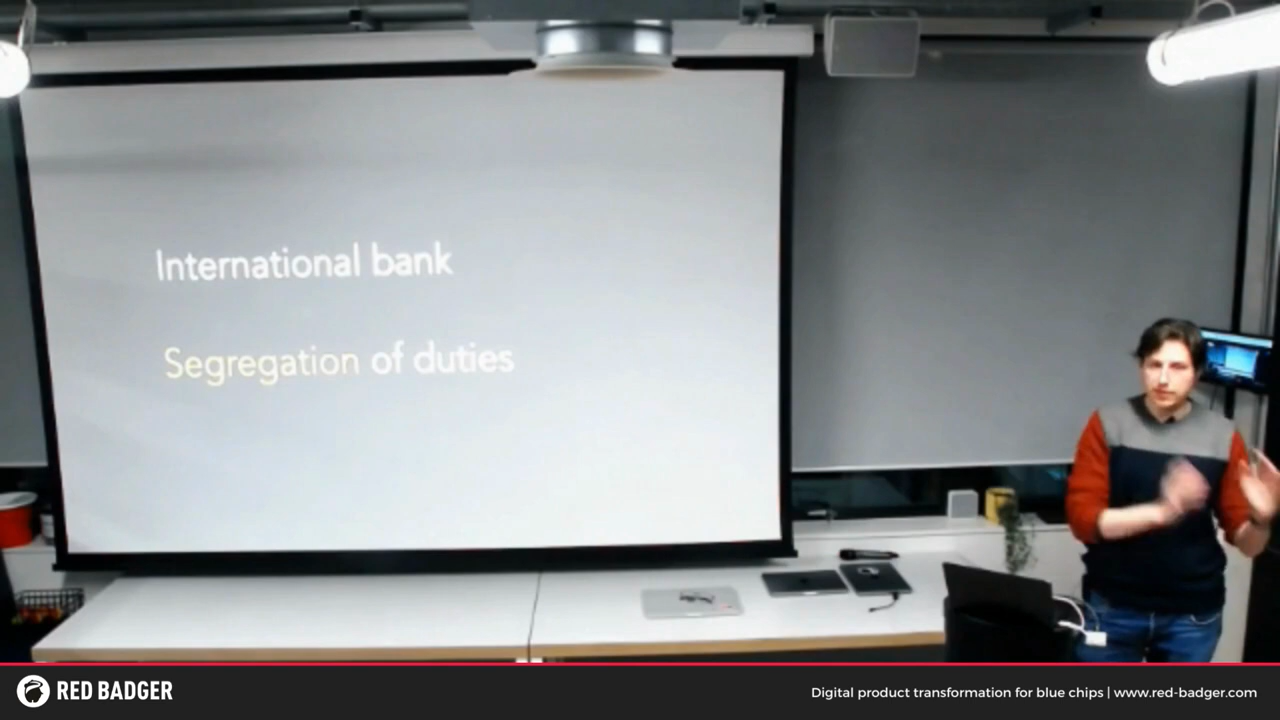 International bank
Segregation of duties
RED BADGER
Digital product transformation for blue chips | www.red-badger.com